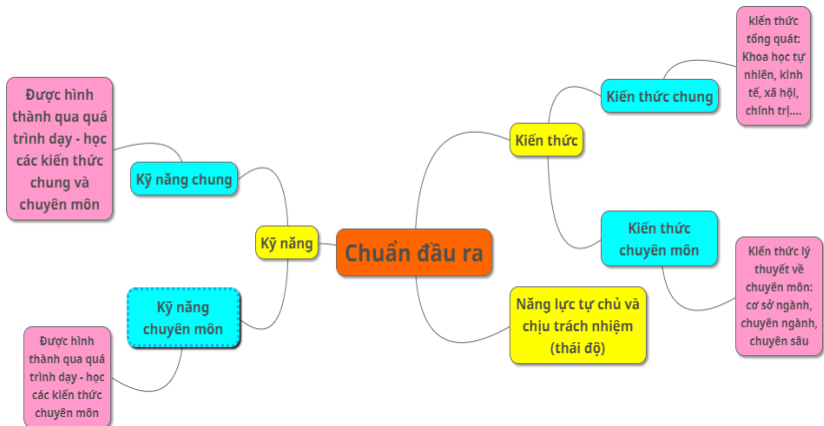 kiến thức
tổng quát:
Khoa học tự
nhiên, kinh
tế, xã hội,
chính trị....
Kiến thức chung
Được hình
thành qua quá
trình dạy - học
các kiến thức
chung và
chuyên môn
Kiến thức
Kỹ năng chung
Kỹ năng
Chuẩn đầu ra
Kiến thức
chuyên môn
Kiến thức lý
thuyết về
chuyên môn:
cơ sở ngành,
chuyên ngành,
chuyên sâu
Kỹ năng
chuyên môn
Năng lực tự chủ và
chịu trách nhiệm
(thái độ)
Được hình
thành qua quá
trình dạy - học
các kiến thức
chuyên môn